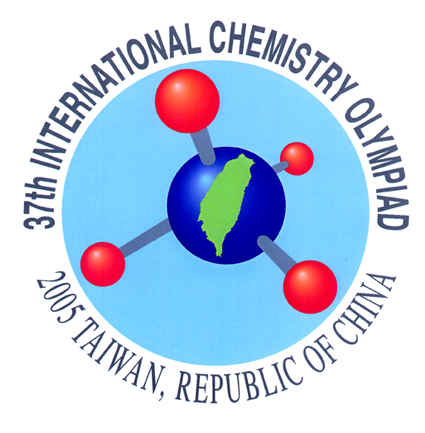 37th INTERNATIONAL CHEMISTRY OLYMPIAD
2005 TAIWAN, REPUBLIC OF CHINA